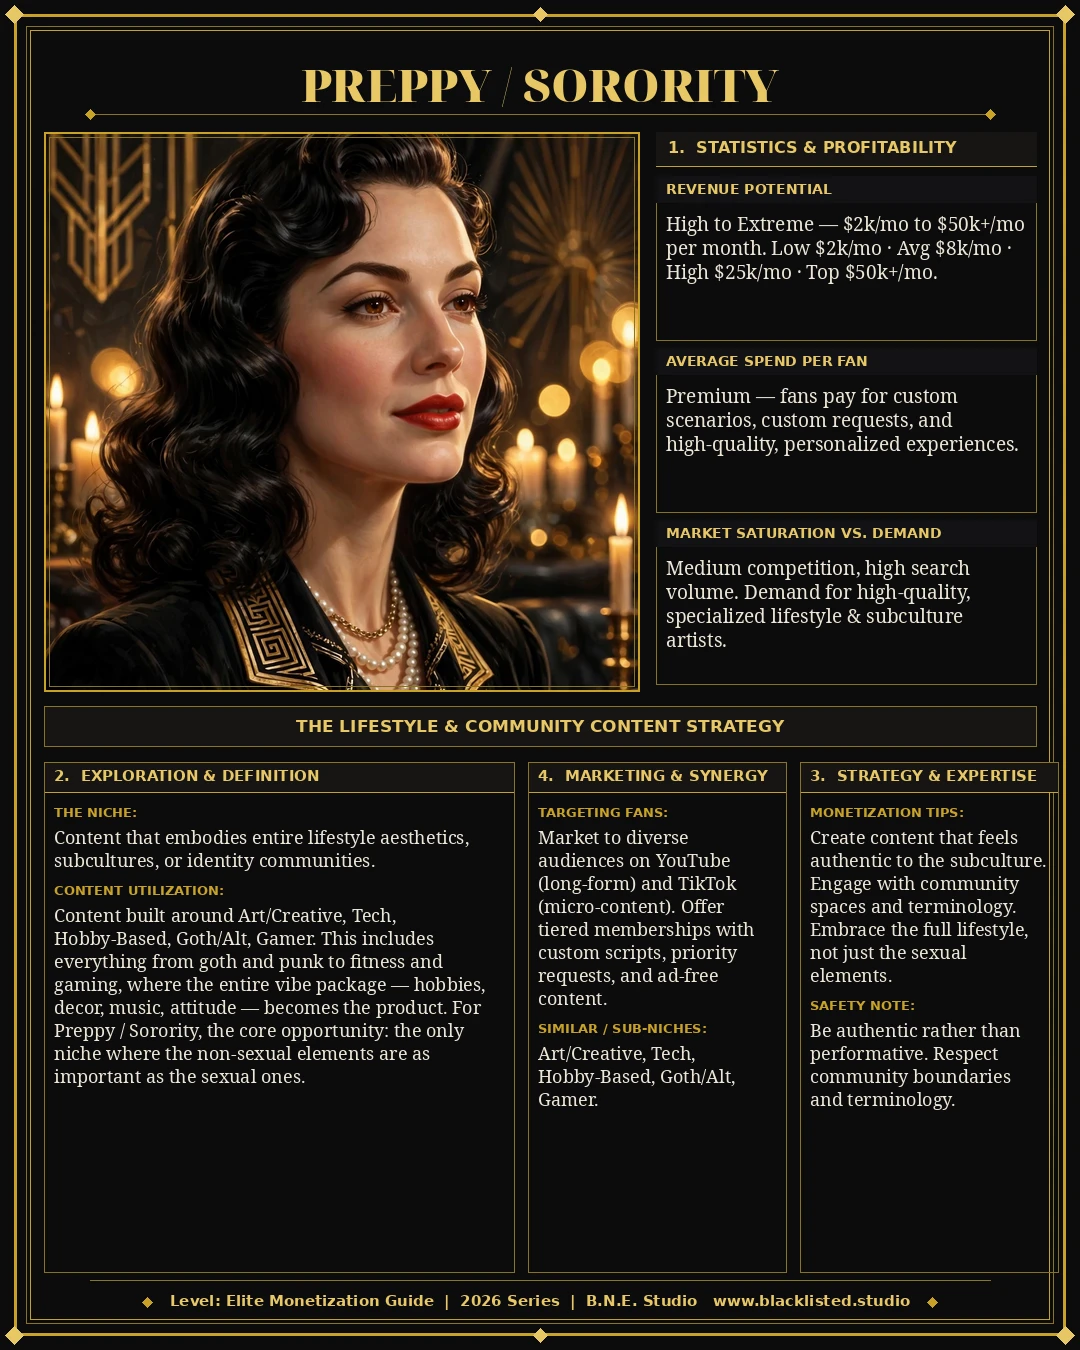 PREPPY / SORORITY
1. STATISTICS & PROFITABILITY
REVENUE POTENTIAL
High to Extreme — $2k/mo to $50k+/mo
per month. Low $2k/mo · Avg $8k/mo ·
High $25k/mo · Top $50k+/mo.
AVERAGE SPEND PER FAN
Premium — fans pay for custom
scenarios, custom requests, and
high-quality, personalized experiences.
MARKET SATURATION VS. DEMAND
Medium competition, high search
volume. Demand for high-quality,
specialized lifestyle & subculture
artists.
THE LIFESTYLE & COMMUNITY CONTENT STRATEGY
2. EXPLORATION & DEFINITION
THE NICHE:
Content that embodies entire lifestyle aesthetics,
subcultures, or identity communities.
CONTENT UTILIZATION:
Content built around Art/Creative, Tech,
Hobby-Based, Goth/Alt, Gamer. This includes
everything from goth and punk to fitness and
gaming, where the entire vibe package — hobbies,
decor, music, attitude — becomes the product. For
Preppy / Sorority, the core opportunity: the only
niche where the non-sexual elements are as
important as the sexual ones.
4. MARKETING & SYNERGY
TARGETING FANS:
Market to diverse
audiences on YouTube
(long-form) and TikTok
(micro-content). Offer
tiered memberships with
custom scripts, priority
requests, and ad-free
content.
SIMILAR / SUB-NICHES:
Art/Creative, Tech,
Hobby-Based, Goth/Alt,
Gamer.
3. STRATEGY & EXPERTISE
MONETIZATION TIPS:
Create content that feels
authentic to the subculture.
Engage with community
spaces and terminology.
Embrace the full lifestyle,
not just the sexual
elements.
SAFETY NOTE:
Be authentic rather than
performative. Respect
community boundaries
and terminology.
Level: Elite Monetization Guide | 2026 Series | B.N.E. Studio www.blacklisted.studio